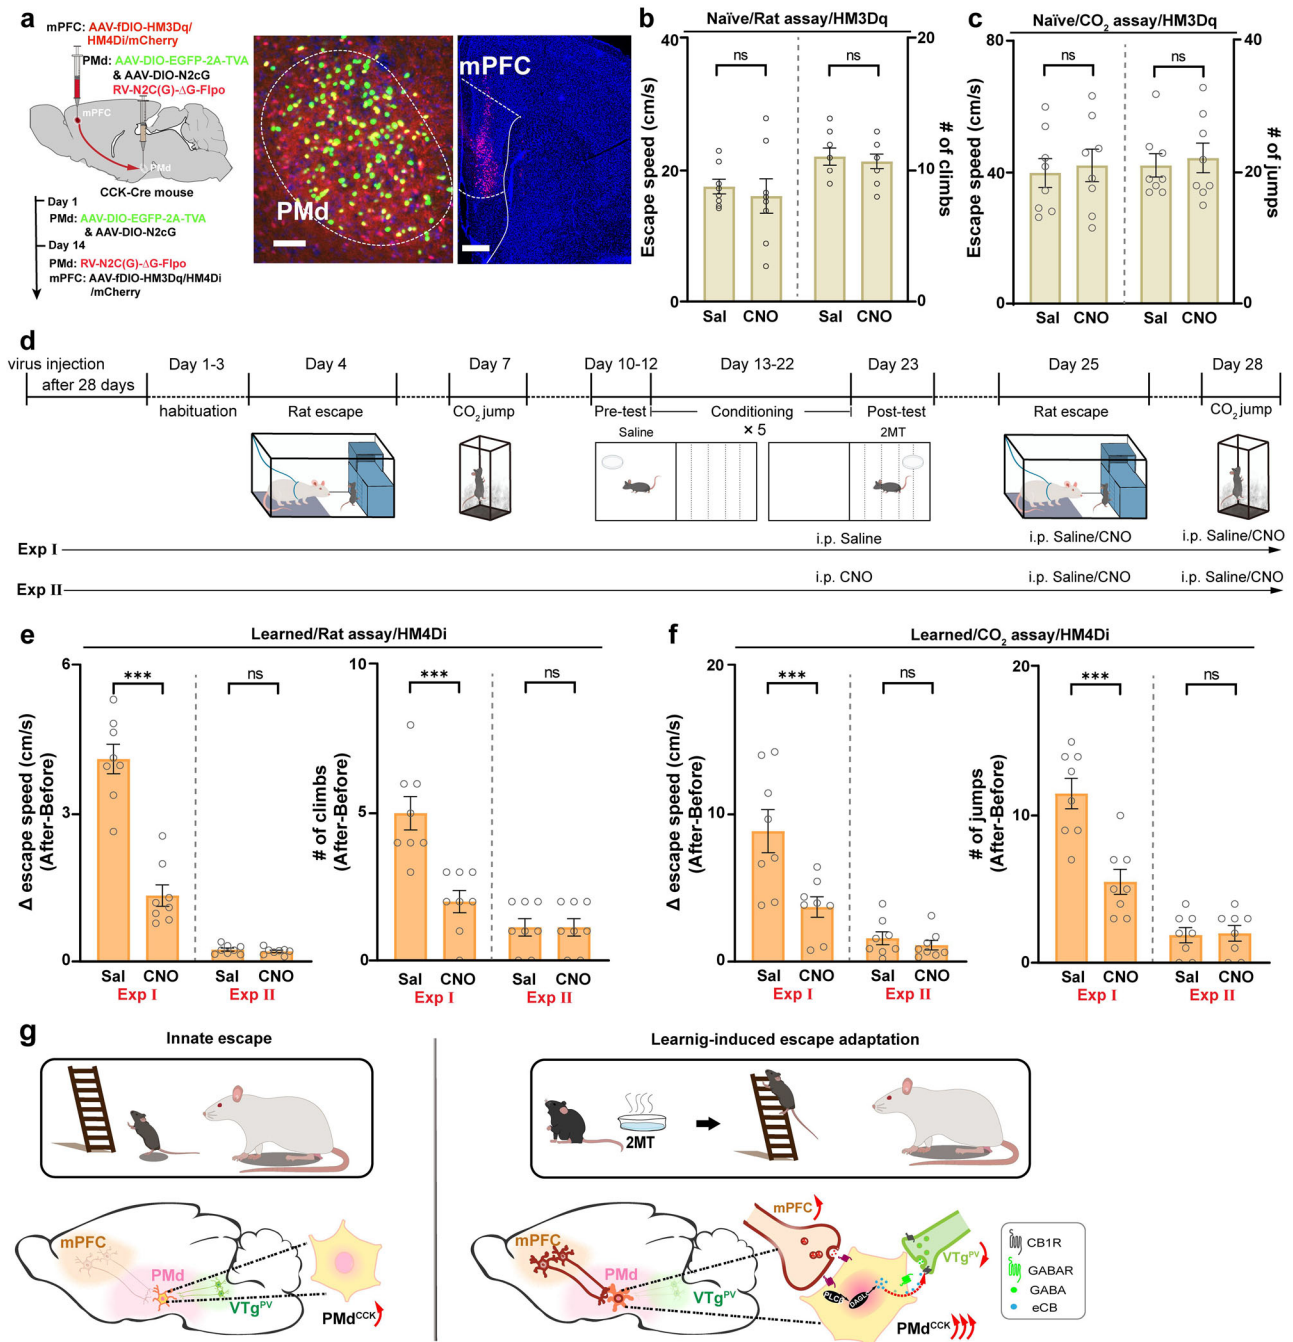 a
mPFC: AAV-fDIO-HM3Dq/
HM4Di/mCherry
PMd: AAV-DIO-EGFP-2A-TVA
& AAV-DIO-N2cG
RV-N2C(G)-ΔG-Flpo
mPFC
PMd
CCK-Cre mouse
Day 1
PMd: AAV-DIO-EGFP-2A-TVA
& AAV-DIO-N2cG
Day 14
PMd: RV-N2C(G)-ΔG-Flpo
mPFC: AAV-fDIO-HM3Dq/HM4Di
/mCherry
PMd
mPFC
b
Naïve/Rat assay/HM3Dq
Escape speed (cm/s)
40
20
0
ns
ns
20
10
0
# of climbs
Sal
CNO
Sal
CNO
c
Naïve/CO2 assay/HM3Dq
Escape speed (cm/s)
80
40
0
ns
ns
40
20
0
# of jumps
Sal
CNO
Sal
CNO
d
virus injection
after 28 days
Day 1-3
Day 4
Day 7
Day 10-12
Day 13-22
Day 23
Day 25
Day 28
habituation
Rat escape
CO2 jump
Pre-test
Conditioning
Post-test
Rat escape
CO2 jump
Saline
× 5
2MT
Exp I
i.p. Saline
i.p. Saline/CNO
i.p. Saline/CNO
Exp II
i.p. CNO
i.p. Saline/CNO
i.p. Saline/CNO
e
Learned/Rat assay/HM4Di
Δ escape speed (cm/s)
(After-Before)
6
3
0
***
ns
Sal
CNO
Sal
CNO
Exp I
Exp II
# of climbs
(After-Before)
10
5
0
***
ns
Sal
CNO
Sal
CNO
Exp I
Exp II
f
Learned/CO2 assay/HM4Di
Δ escape speed (cm/s)
(After-Before)
20
10
0
***
ns
Sal
CNO
Sal
CNO
Exp I
Exp II
# of jumps
(After-Before)
20
10
0
***
ns
Sal
CNO
Sal
CNO
Exp I
Exp II
g
Innate escape
Learnig-induced escape adaptation
2MT
mPFC
PMd
VTgPV
PMdCCK
mPFC
PMd
VTgPV
mPFC
VTgPV
PLCβ
DAGL
PMdCCK
CB1R
GABAR
GABA
eCB